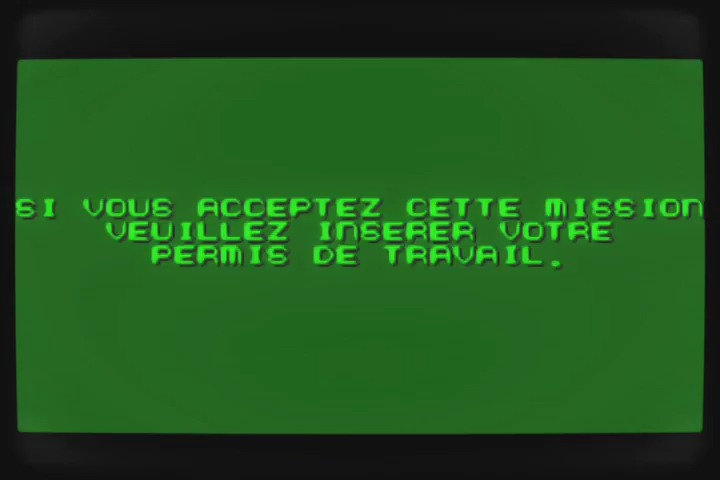 SI VOUS ACCEPTEZ CETTE MISSION
VEUILLEZ INSERER VOTRE
PERMIS DE TRAVAIL.